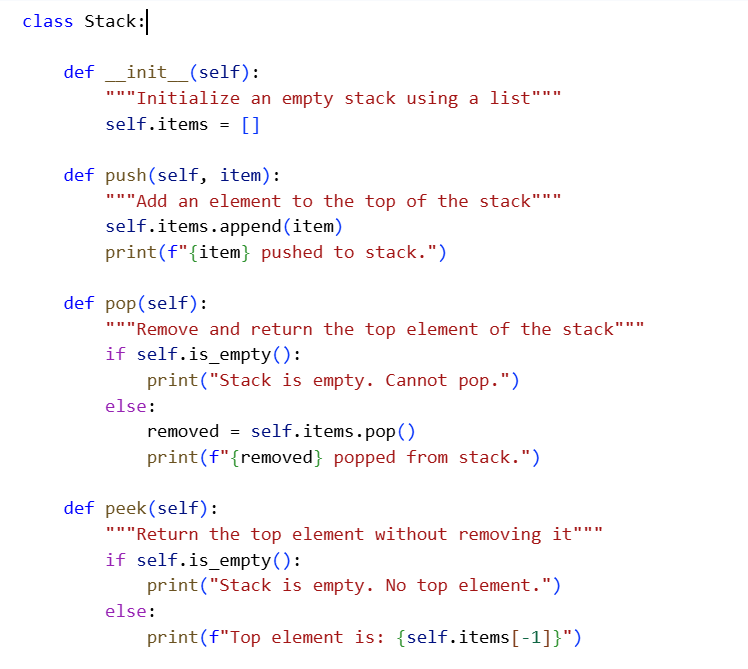 class Stack:
def __init__(self):
"""Initialize an empty stack using a list"""
self.items = []
def push(self, item):
"""Add an element to the top of the stack"""
self.items.append(item)
print(f"{item} pushed to stack.")
def pop(self):
"""Remove and return the top element of the stack"""
if self.is_empty():
print("Stack is empty. Cannot pop.")
else:
removed = self.items.pop()
print(f"{removed} popped from stack.")
def peek(self):
"""Return the top element without removing it"""
if self.is_empty():
print("Stack is empty. No top element.")
else:
print(f"Top element is: {self.items[-1]}")